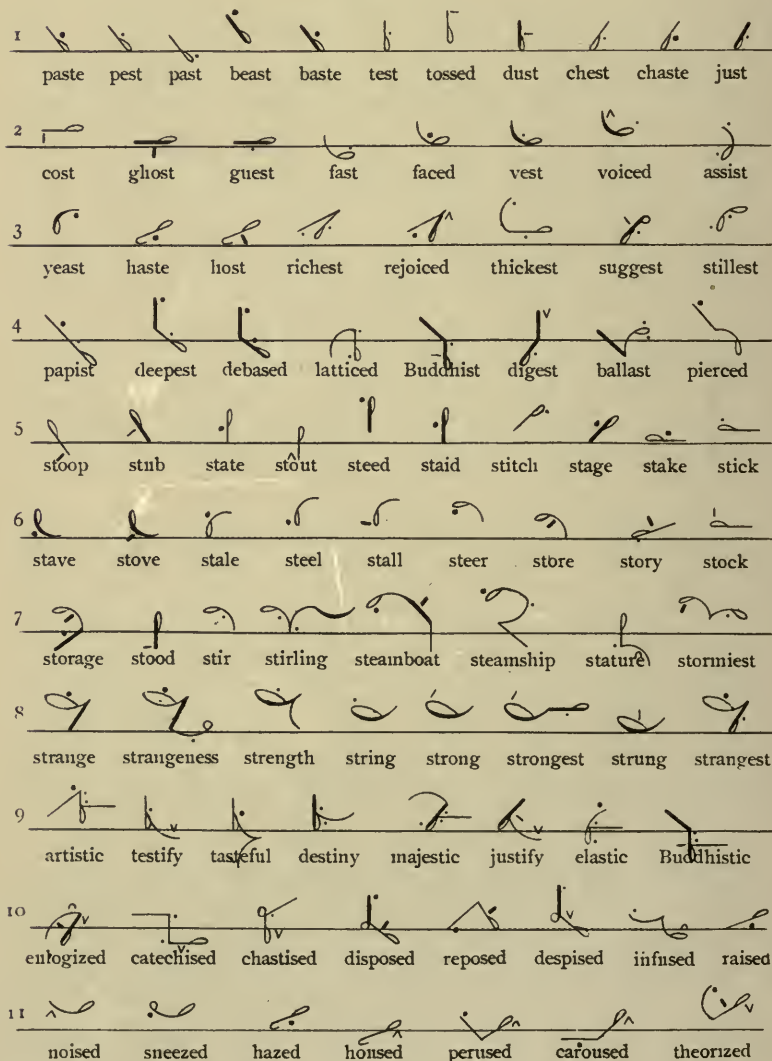 1
paste pest past beast baste test tossed dust chest chaste just
2
cost ghost guest fast faced vest voiced assist
3
yeast haste host richest rejoiced thickest suggest stillest
4
papist deepest debased latticed Buddhist digest ballast pierced
5
stoop stub state stout steed staid stitch stage stake stick
6
stave stove stale steel stall steer store story stock
7
storage stood stir stirling steamboat steamship stature stormiest
8
strange strangeness strength string strong strongest strung strangest
9
artistic testify tasteful destiny majestic justify elastic Buddhistic
10
eulogized catechised chastised disposed reposed despised infused raised
11
noised sneezed hazed housed perused caroused theorized